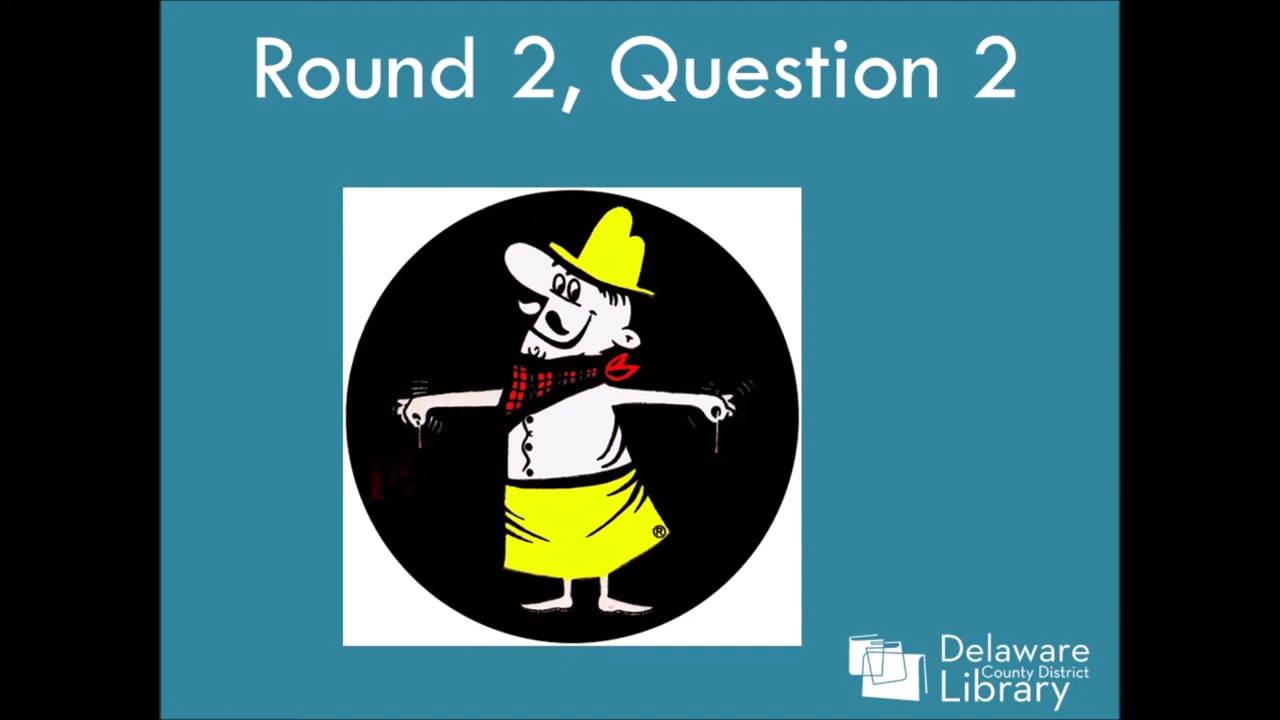 Round 2, Question 2
®
Delaware
County District
Library